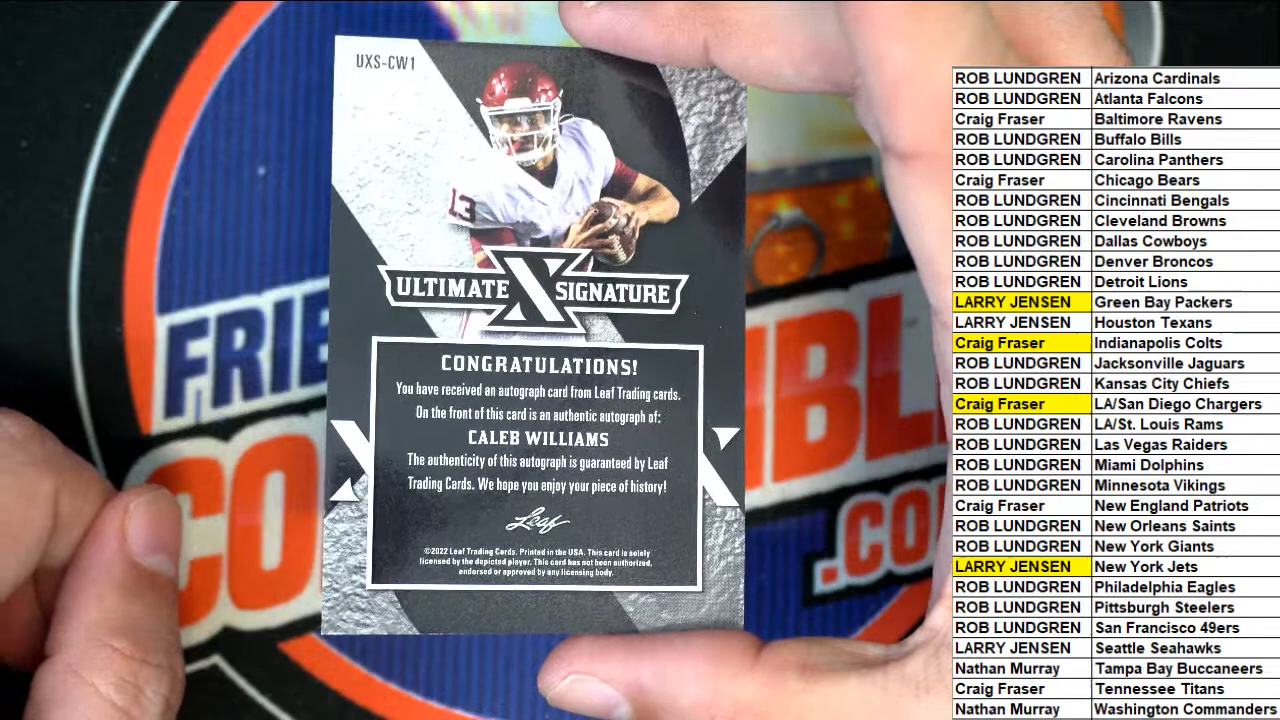 UXS-CW1
13
ULTIMATE X SIGNATURE
CONGRATULATIONS!
You have received an autograph card from Leaf Trading cards.
On the front of this card is an authentic autograph of:
CALEB WILLIAMS
The authenticity of this autograph is guaranteed by Leaf
Trading Cards. We hope you enjoy your piece of history!
Leaf
©2022 Leaf Trading Cards. Printed in the USA. This card is solely
licensed by the depicted player. This card has not been authorized,
endorsed or approved by any licensing body.
.CO
ROB LUNDGREN Arizona Cardinals
ROB LUNDGREN Atlanta Falcons
Craig Fraser Baltimore Ravens
ROB LUNDGREN Buffalo Bills
ROB LUNDGREN Carolina Panthers
Craig Fraser Chicago Bears
ROB LUNDGREN Cincinnati Bengals
ROB LUNDGREN Cleveland Browns
ROB LUNDGREN Dallas Cowboys
ROB LUNDGREN Denver Broncos
ROB LUNDGREN Detroit Lions
LARRY JENSEN Green Bay Packers
LARRY JENSEN Houston Texans
Craig Fraser Indianapolis Colts
ROB LUNDGREN Jacksonville Jaguars
ROB LUNDGREN Kansas City Chiefs
Craig Fraser LA/San Diego Chargers
ROB LUNDGREN LA/St. Louis Rams
ROB LUNDGREN Las Vegas Raiders
ROB LUNDGREN Miami Dolphins
ROB LUNDGREN Minnesota Vikings
Craig Fraser New England Patriots
ROB LUNDGREN New Orleans Saints
ROB LUNDGREN New York Giants
LARRY JENSEN New York Jets
ROB LUNDGREN Philadelphia Eagles
ROB LUNDGREN Pittsburgh Steelers
ROB LUNDGREN San Francisco 49ers
LARRY JENSEN Seattle Seahawks
Nathan Murray Tampa Bay Buccaneers
Craig Fraser Tennessee Titans
Nathan Murray Washington Commanders